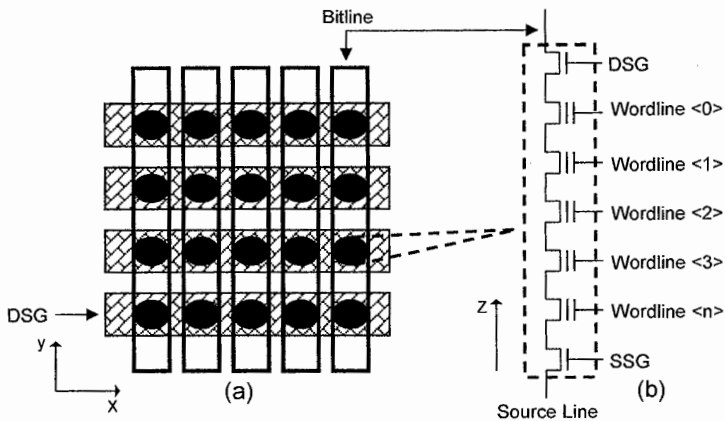 Bitline
DSG
Wordline <0>
Wordline <1>
Wordline <2>
Wordline <3>
Wordline <n>
SSG
Source Line
Z
(b)
DSG
y
x
(a)